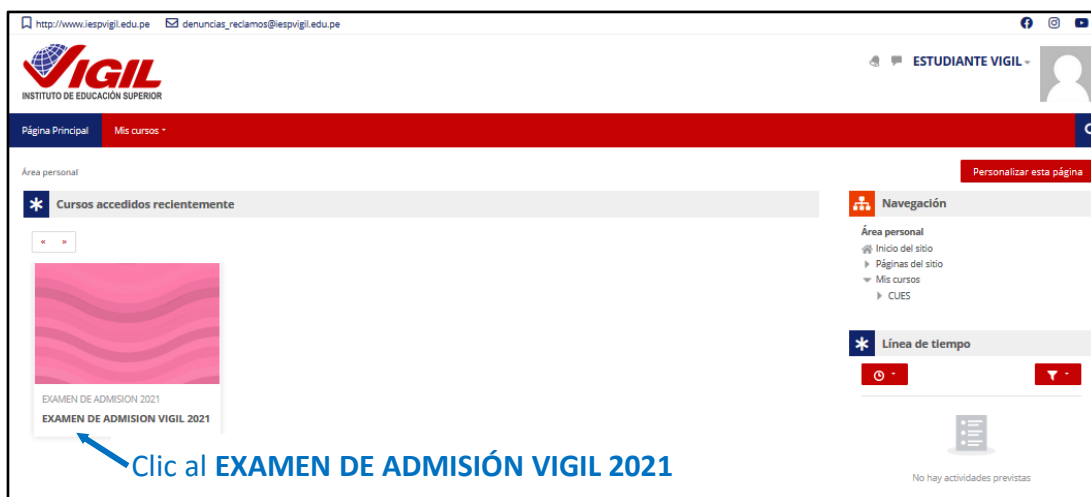 http://www.iespvigil.edu.pe denuncias_reclamos@iespvigil.edu.pe
VIGIL
INSTITUTO DE EDUCACIÓN SUPERIOR
ESTUDIANTE VIGIL
Página Principal Mis cursos
Área personal
Personalizar esta página
Cursos accedidos recientemente
« »
EXAMEN DE ADMISION 2021
EXAMEN DE ADMISION VIGIL 2021
Clic al EXAMEN DE ADMISIÓN VIGIL 2021
Navegación
Área personal
Inicio del sitio
Páginas del sitio
Mis cursos
CUES
Línea de tiempo
No hay actividades previstas